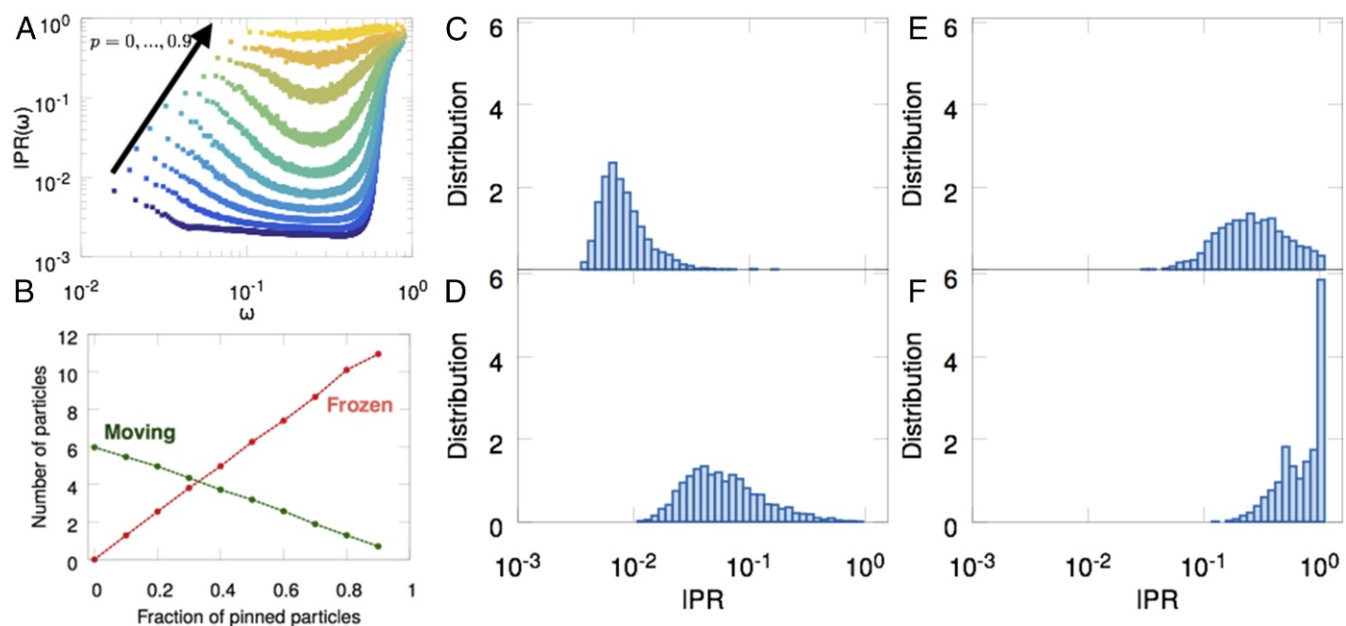 A
10^0
p = 0, ..., 0.9
10^-1
10^-2
10^-3
IPR(ω)
10^-2
10^-1
10^0
ω
B
12
10
8
6
4
2
0
Number of particles
Moving
Frozen
0
0.2
0.4
0.6
0.8
1
Fraction of pinned particles
C
6
4
2
Distribution
D
6
4
2
0
Distribution
10^-3
10^-2
10^-1
10^0
IPR
E
6
4
2
Distribution
F
6
4
2
0
Distribution
10^-3
10^-2
10^-1
10^0
IPR